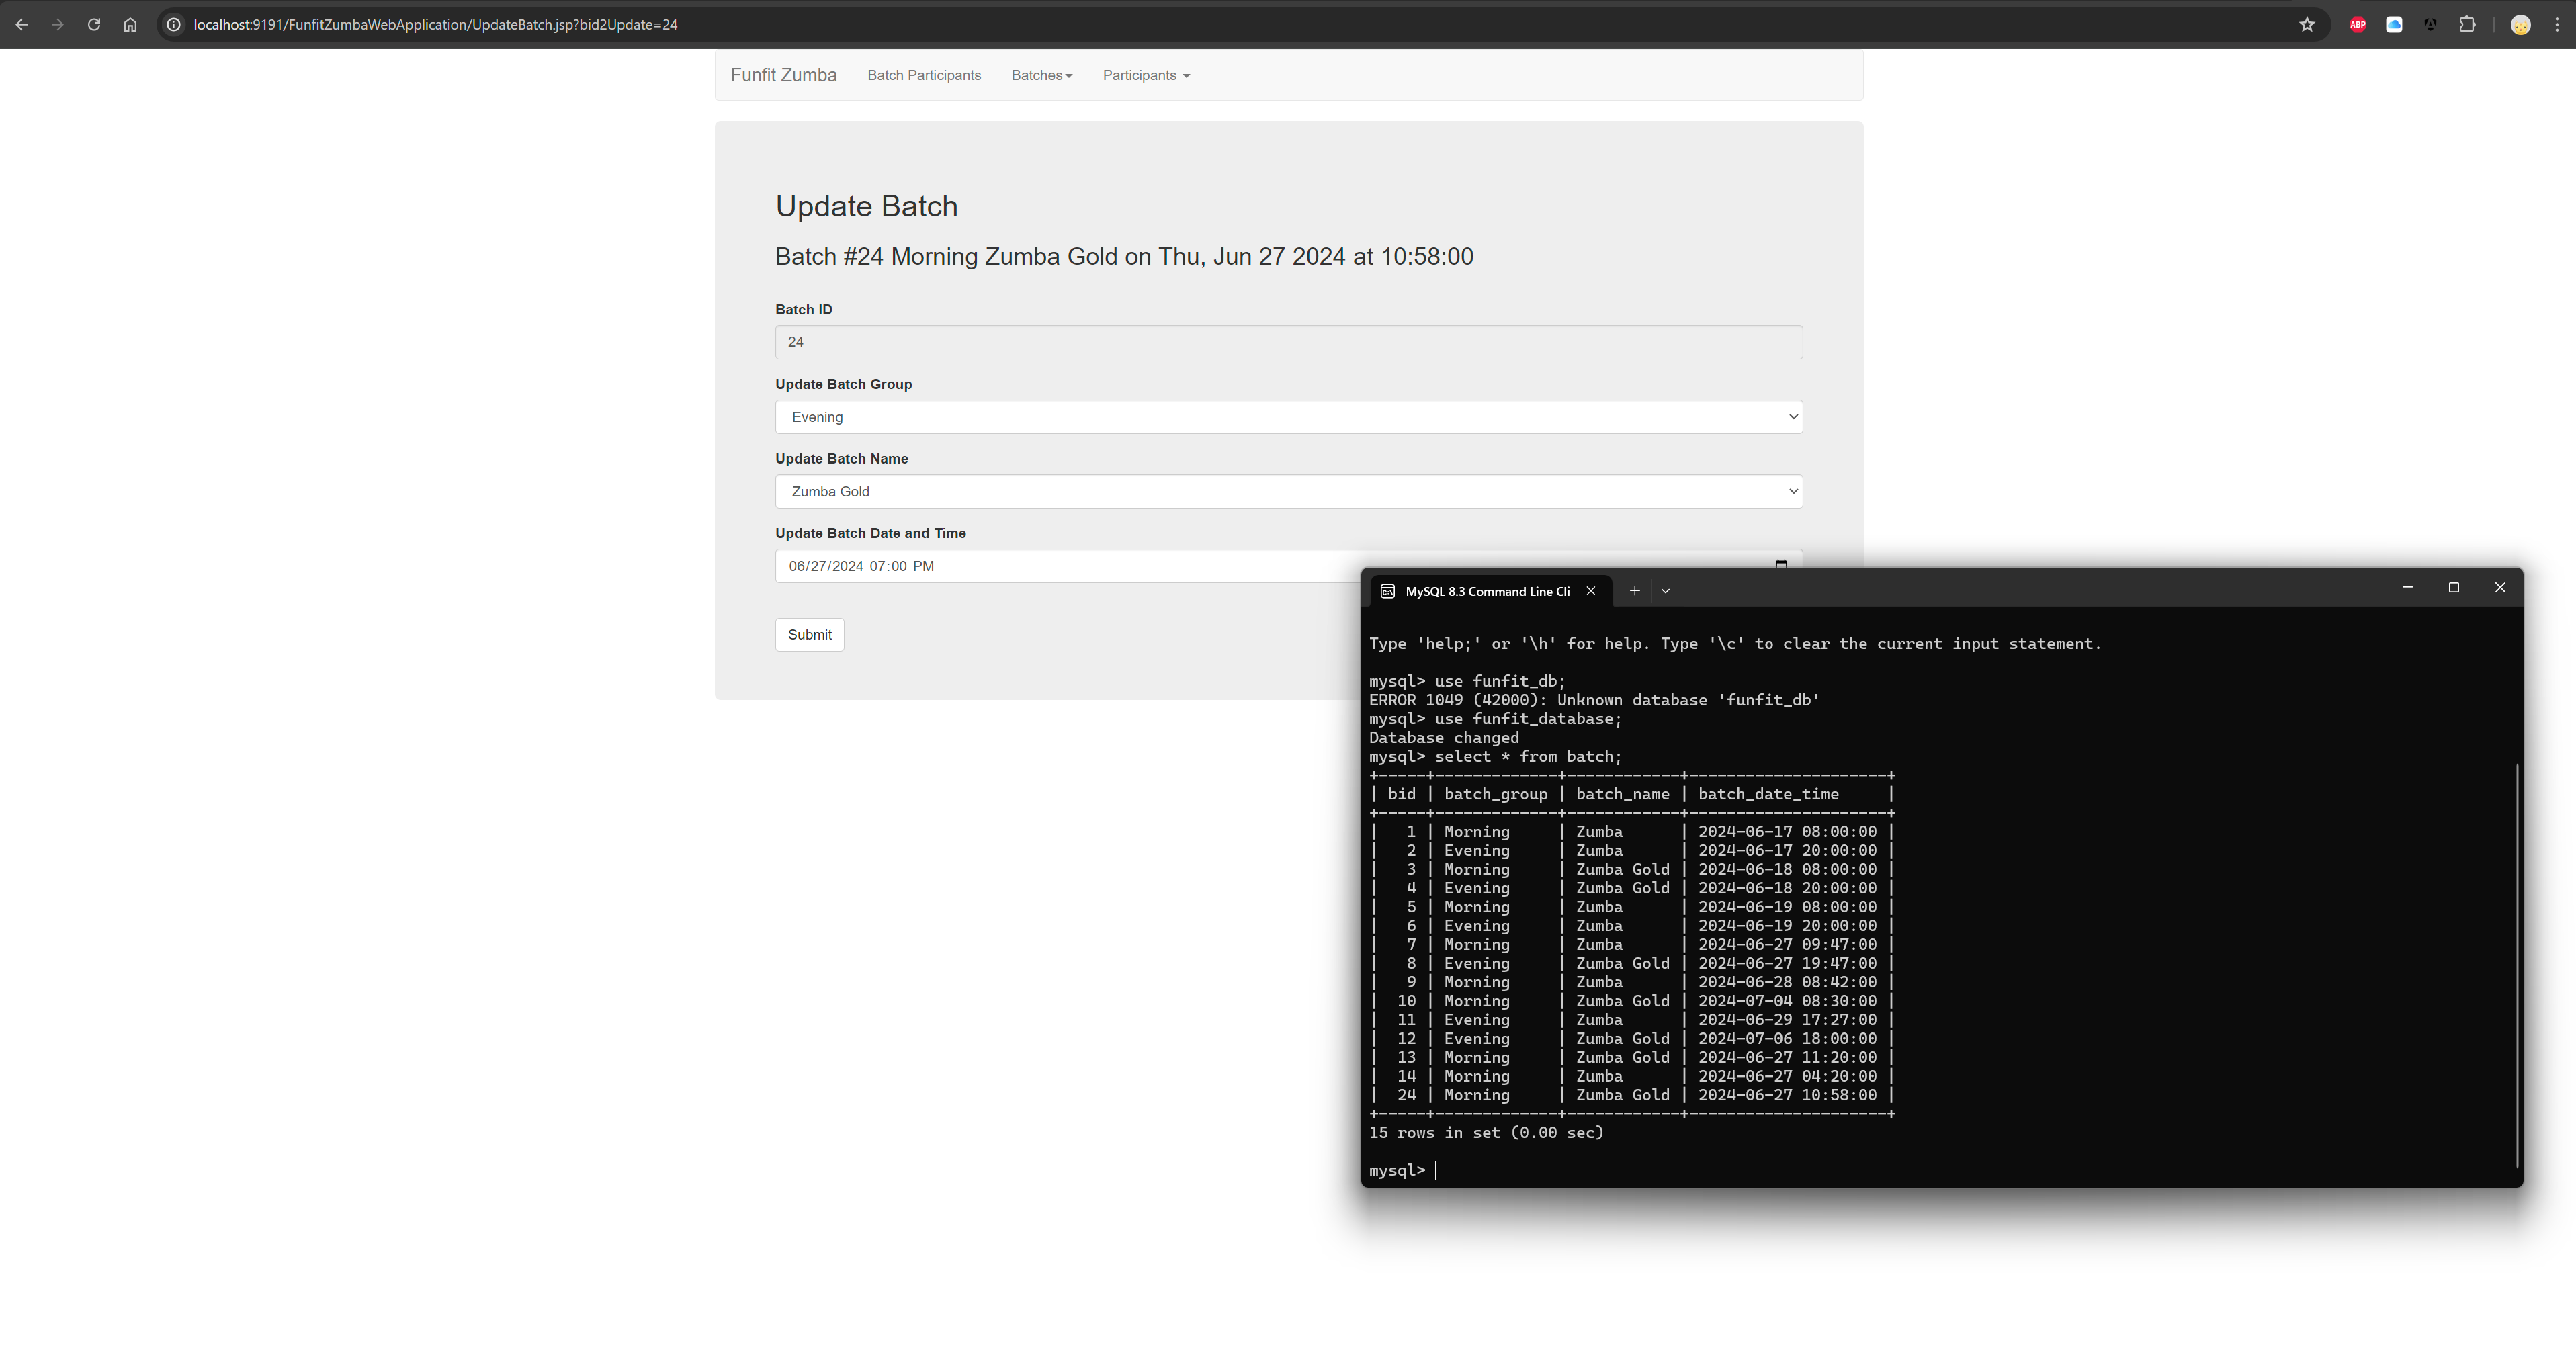 localhost:9191/FunfitZumbaWebApplication/UpdateBatch.jsp?bid2Update=24
ABP
Funfit Zumba Batch Participants Batches Participants
Update Batch
Batch #24 Morning Zumba Gold on Thu, Jun 27 2024 at 10:58:00
Batch ID
24
Update Batch Group
Evening
Update Batch Name
Zumba Gold
Update Batch Date and Time
06/27/2024 07:00 PM
Submit
MySQL 8.3 Command Line Cli
Type 'help;' or '\h' for help. Type '\c' to clear the current input statement.
mysql> use funfit_db;
ERROR 1049 (42000): Unknown database 'funfit_db'
mysql> use funfit_database;
Database changed
mysql> select * from batch;
+-----+-------------+------------+---------------------+
| bid | batch_group | batch_name | batch_date_time     |
+-----+-------------+------------+---------------------+
|   1 | Morning     | Zumba      | 2024-06-17 08:00:00 |
|   2 | Evening     | Zumba      | 2024-06-17 20:00:00 |
|   3 | Morning     | Zumba Gold | 2024-06-18 08:00:00 |
|   4 | Evening     | Zumba Gold | 2024-06-18 20:00:00 |
|   5 | Morning     | Zumba      | 2024-06-19 08:00:00 |
|   6 | Evening     | Zumba      | 2024-06-19 20:00:00 |
|   7 | Morning     | Zumba      | 2024-06-27 09:47:00 |
|   8 | Evening     | Zumba Gold | 2024-06-27 19:47:00 |
|   9 | Morning     | Zumba      | 2024-06-28 08:42:00 |
|  10 | Morning     | Zumba Gold | 2024-07-04 08:30:00 |
|  11 | Evening     | Zumba      | 2024-06-29 17:27:00 |
|  12 | Evening     | Zumba Gold | 2024-07-06 18:00:00 |
|  13 | Morning     | Zumba Gold | 2024-06-27 11:20:00 |
|  14 | Morning     | Zumba      | 2024-06-27 04:20:00 |
|  24 | Morning     | Zumba Gold | 2024-06-27 10:58:00 |
+-----+-------------+------------+---------------------+
15 rows in set (0.00 sec)
mysql>